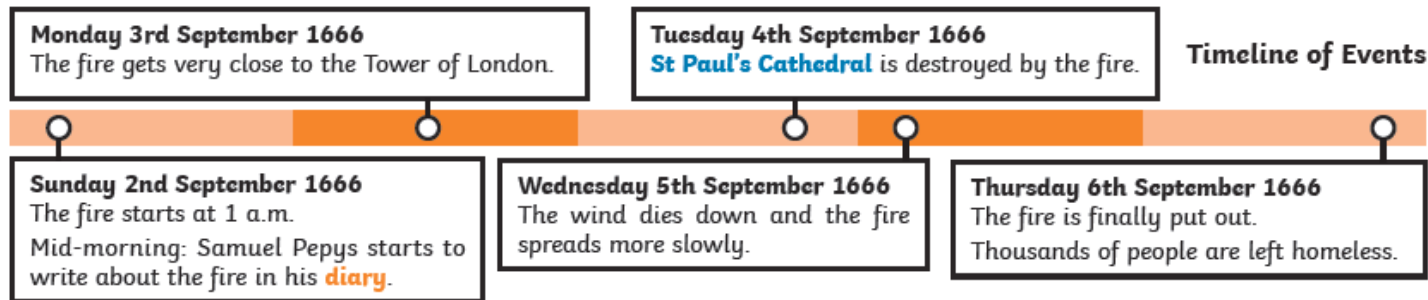 Timeline of Events
Sunday 2nd September 1666
The fire starts at 1 a.m.
Mid-morning: Samuel Pepys starts to
write about the fire in his diary.
Monday 3rd September 1666
The fire gets very close to the Tower of London.
Tuesday 4th September 1666
St Paul's Cathedral is destroyed by the fire.
Wednesday 5th September 1666
The wind dies down and the fire
spreads more slowly.
Thursday 6th September 1666
The fire is finally put out.
Thousands of people are left homeless.